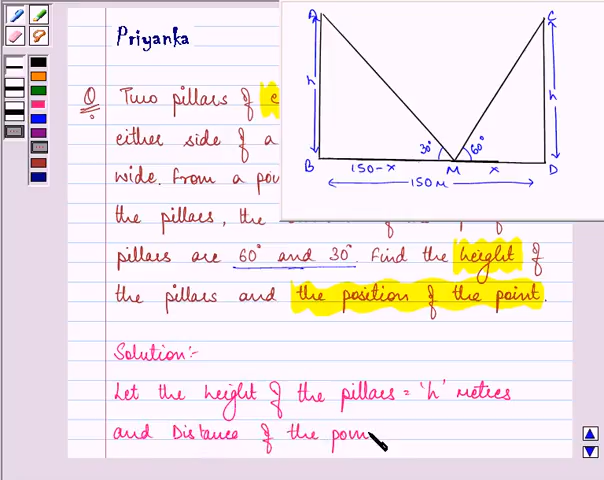 Priyanka
Q Two pillars of
either side of a
wide. From a
the pillars, the
pillars are 60° and 30°. Find the height of
the pillars and the position of the point.
Solution:-
Let the height of the pillars = 'h' metres
and Distance of the poin
A
C
h
h
30°
60°
B
150-x
M
x
D
150 M